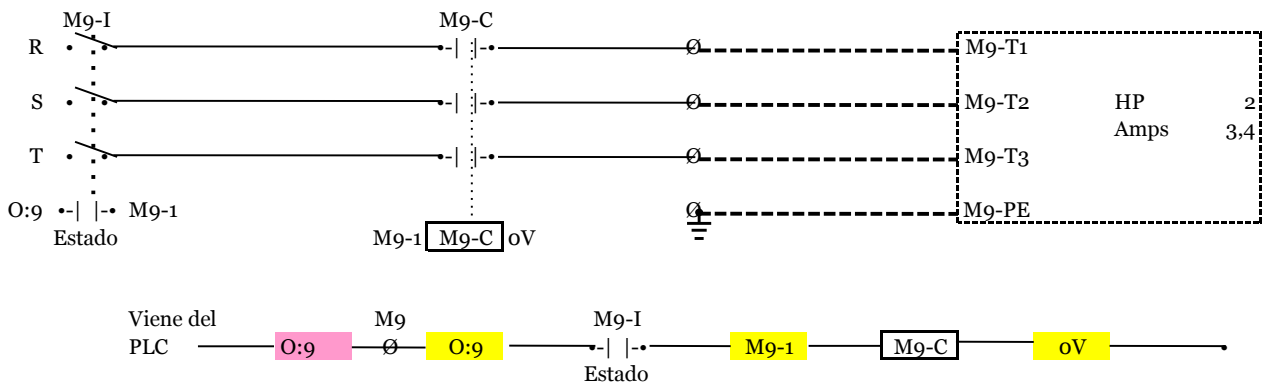 M9-I M9-C
R M9-T1
S M9-T2 HP 2
Amps 3,4
T M9-T3
O:9 M9-1 M9-PE
Estado M9-1 M9-C 0V
Viene del M9 M9-I
PLC O:9 Ø O:9 M9-1 M9-C 0V
Estado